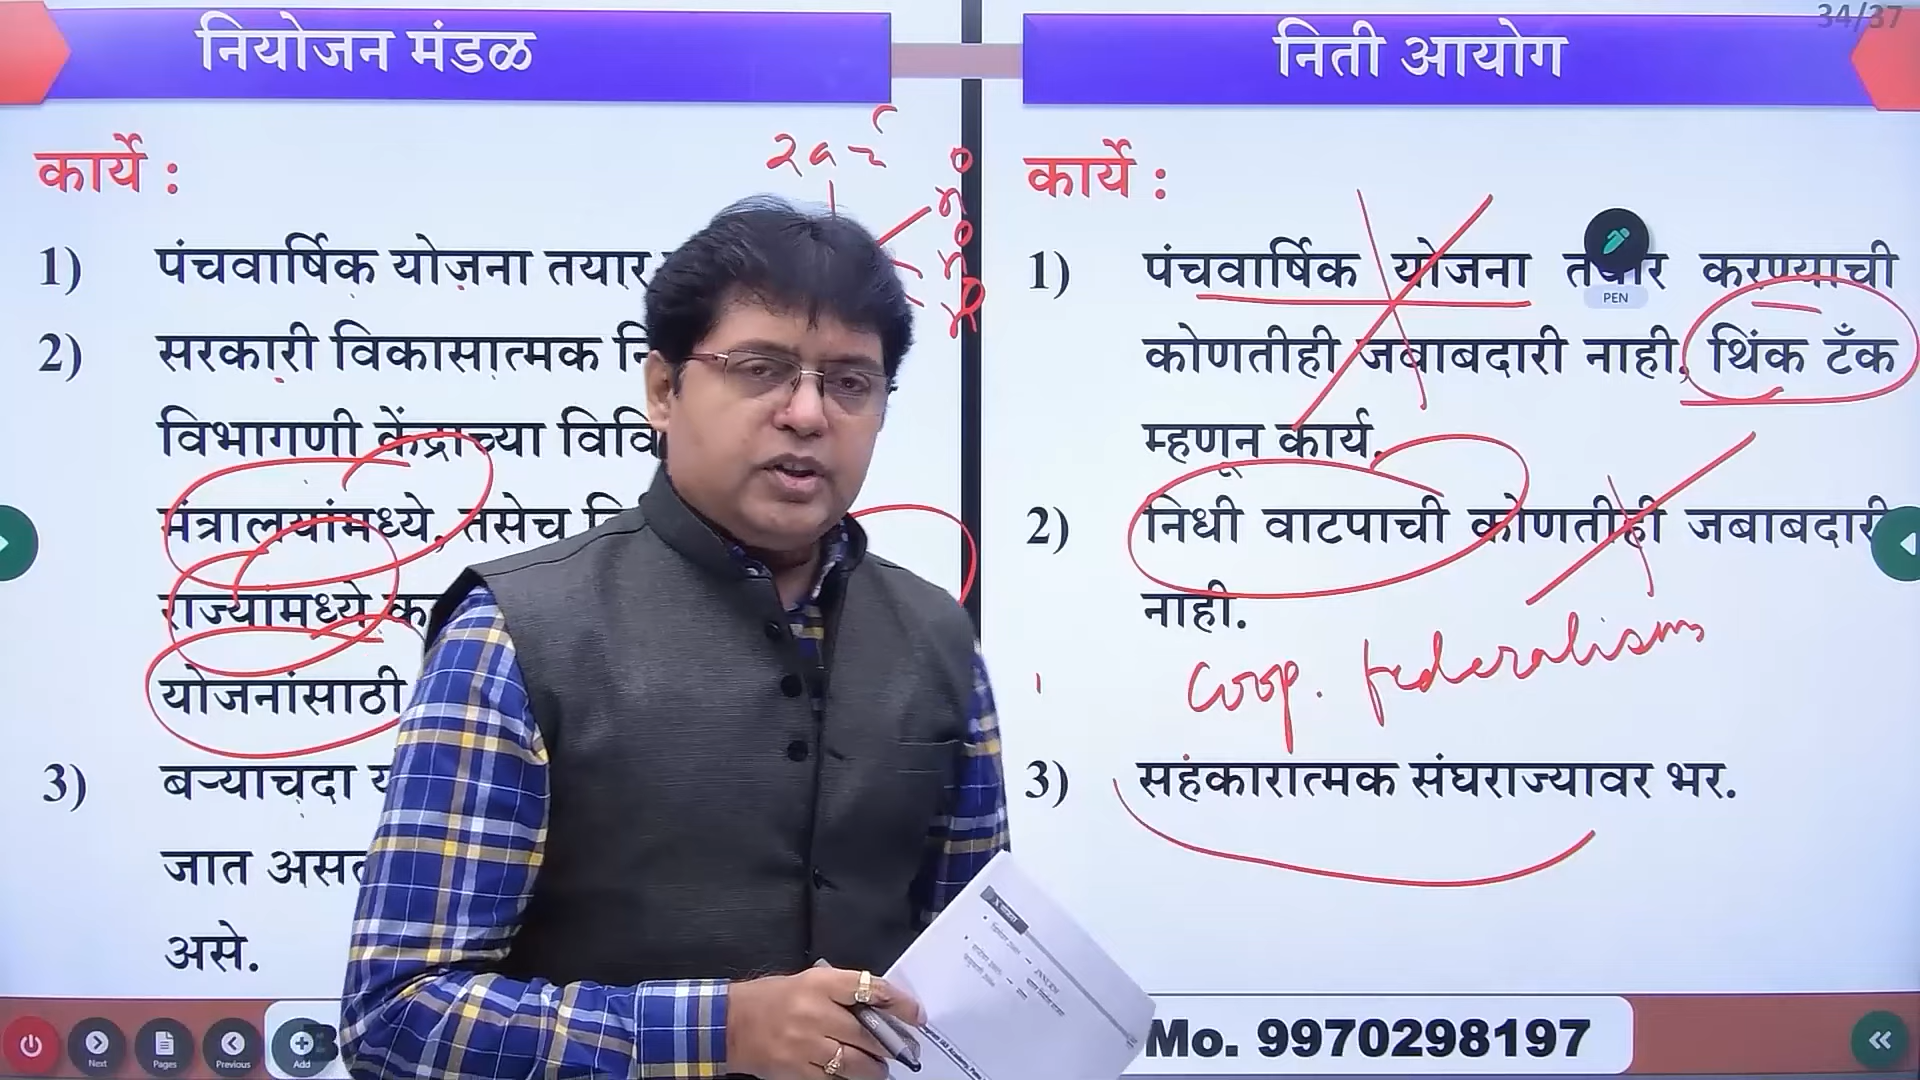 34/37
नियोजन मंडळ
कार्ये :
1) पंचवार्षिक योजना तयार
2) सरकारी विकासात्मक
विभागणी केंद्राच्या
मंत्रालयांमध्ये, तसेच
राज्यांमध्ये
योजनांसाठी
3) बऱ्याचदा
जात
असे.
निती आयोग
कार्ये :
1) पंचवार्षिक योजना तयार करण्याची
कोणतीही जबाबदारी नाही, थिंक टँक
म्हणून कार्य.
2) निधी वाटपाची कोणतीही जबाबदारी
नाही.
Coop. federalism
3) सहकारात्मक संघराज्यावर भर.
PEN
Next Pages Previous Add
Mo. 9970298197